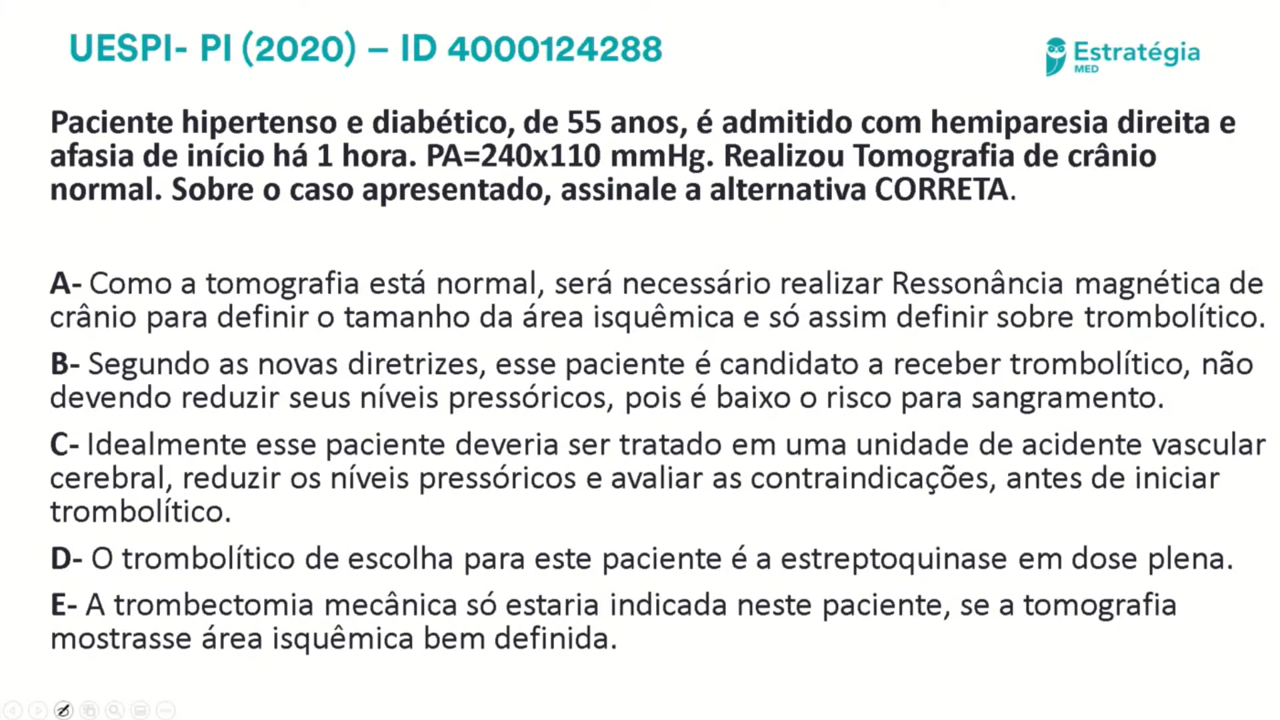 UESPI- PI (2020) – ID 4000124288
Estratégia
MED
Paciente hipertenso e diabético, de 55 anos, é admitido com hemiparesia direita e
afasia de início há 1 hora. PA=240x110 mmHg. Realizou Tomografia de crânio
normal. Sobre o caso apresentado, assinale a alternativa CORRETA.
A- Como a tomografia está normal, será necessário realizar Ressonância magnética de
crânio para definir o tamanho da área isquêmica e só assim definir sobre trombolítico.
B- Segundo as novas diretrizes, esse paciente é candidato a receber trombolítico, não
devendo reduzir seus níveis pressóricos, pois é baixo o risco para sangramento.
C- Idealmente esse paciente deveria ser tratado em uma unidade de acidente vascular
cerebral, reduzir os níveis pressóricos e avaliar as contraindicações, antes de iniciar
trombolítico.
D- O trombolítico de escolha para este paciente é a estreptoquinase em dose plena.
E- A trombectomia mecânica só estaria indicada neste paciente, se a tomografia
mostrasse área isquêmica bem definida.